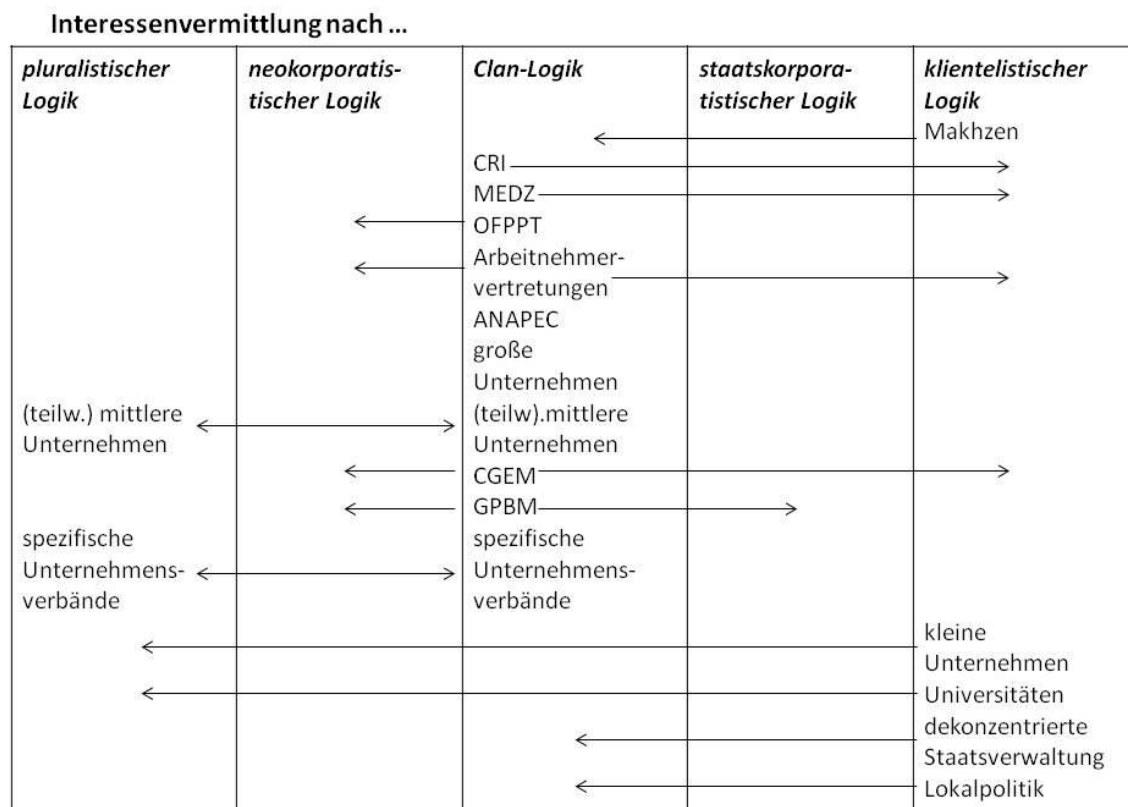 Interessenvermittlung nach ...
pluralistischer
Logik
neokorporatis-
tischer Logik
Clan-Logik
staatskorpora-
tistischer Logik
klientelistischer
Logik
Makhzen
CRI
MEDZ
OFPPT
Arbeitnehmer-
vertretungen
ANAPEC
große
Unternehmen
(teilw.) mittlere
Unternehmen
(teilw).mittlere
Unternehmen
CGEM
GPBM
spezifische
Unternehmens-
verbände
spezifische
Unternehmens-
verbände
kleine
Unternehmen
Universitäten
dekonzentrierte
Staatsverwaltung
Lokalpolitik